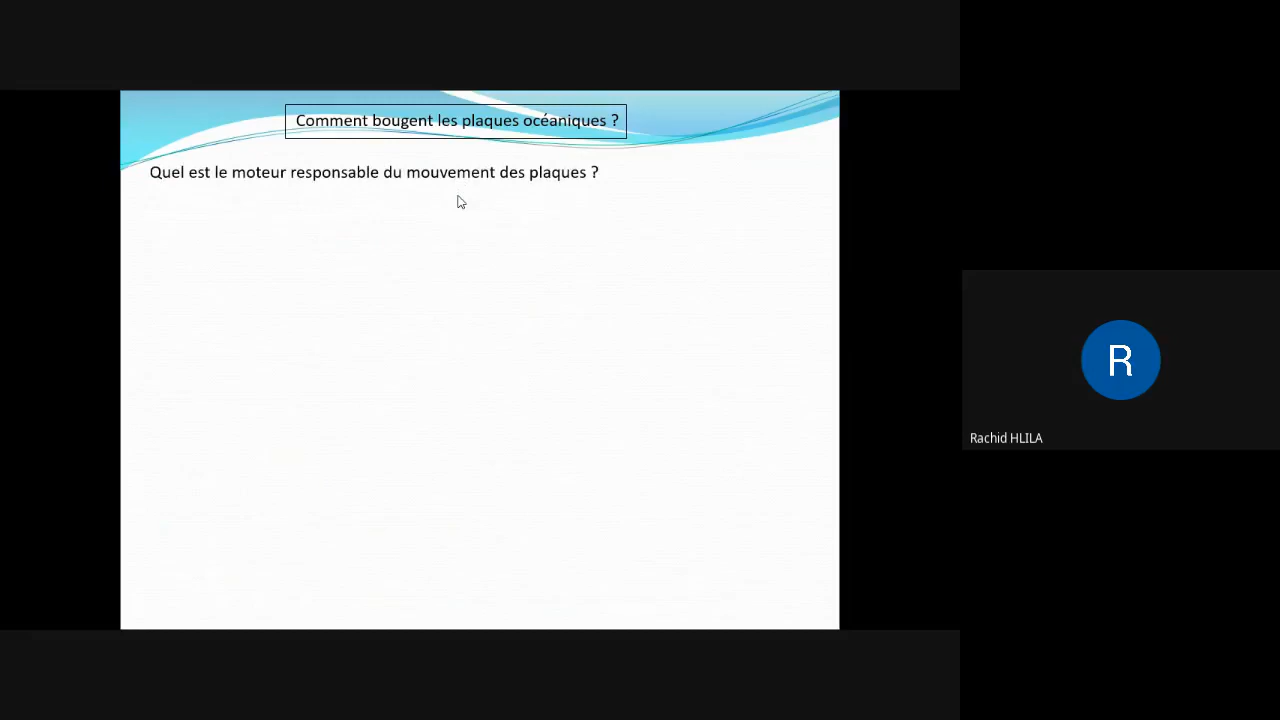 Comment bougent les plaques océaniques ?
Quel est le moteur responsable du mouvement des plaques ?
R
Rachid HLILA